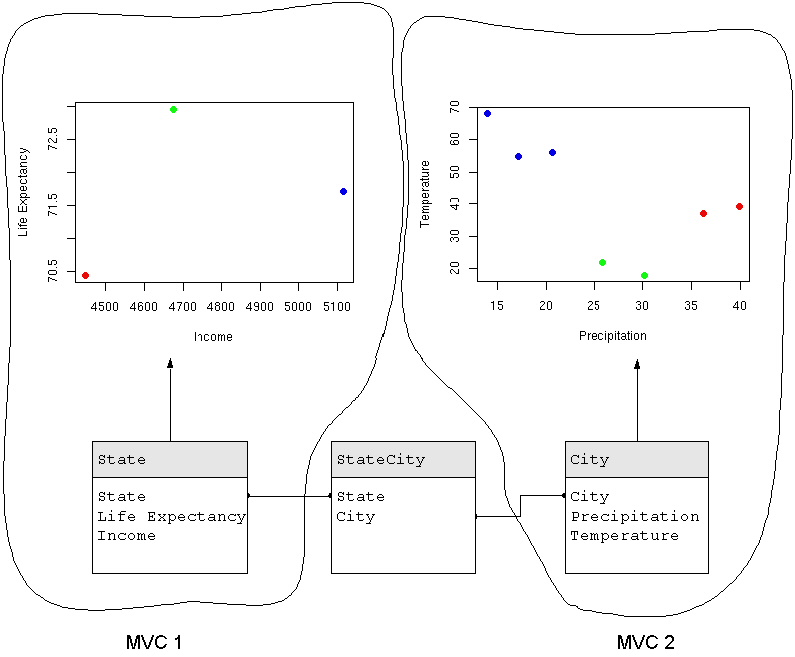 Life Expectancy
72.5
71.5
70.5
4500 4600 4700 4800 4900 5000 5100
Income
Temperature
70
60
50
40
30
20
15 20 25 30 35 40
Precipitation
State
State
Life Expectancy
Income
StateCity
State
City
City
City
Precipitation
Temperature
MVC 1
MVC 2